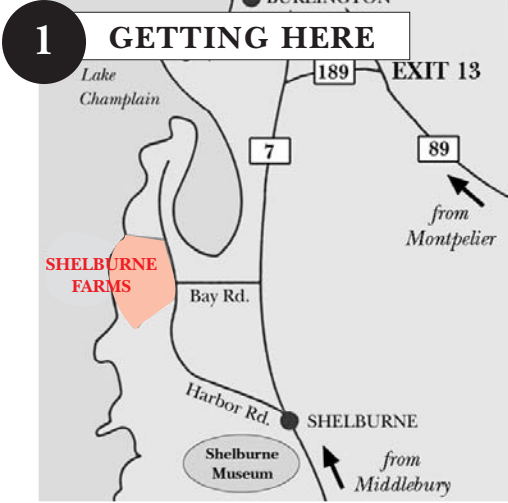 BURLINGTON
1
GETTING HERE
Lake
Champlain
189
EXIT 13
7
89
from
Montpelier
SHELBURNE
FARMS
Bay Rd.
Harbor Rd.
SHELBURNE
Shelburne
Museum
from
Middlebury